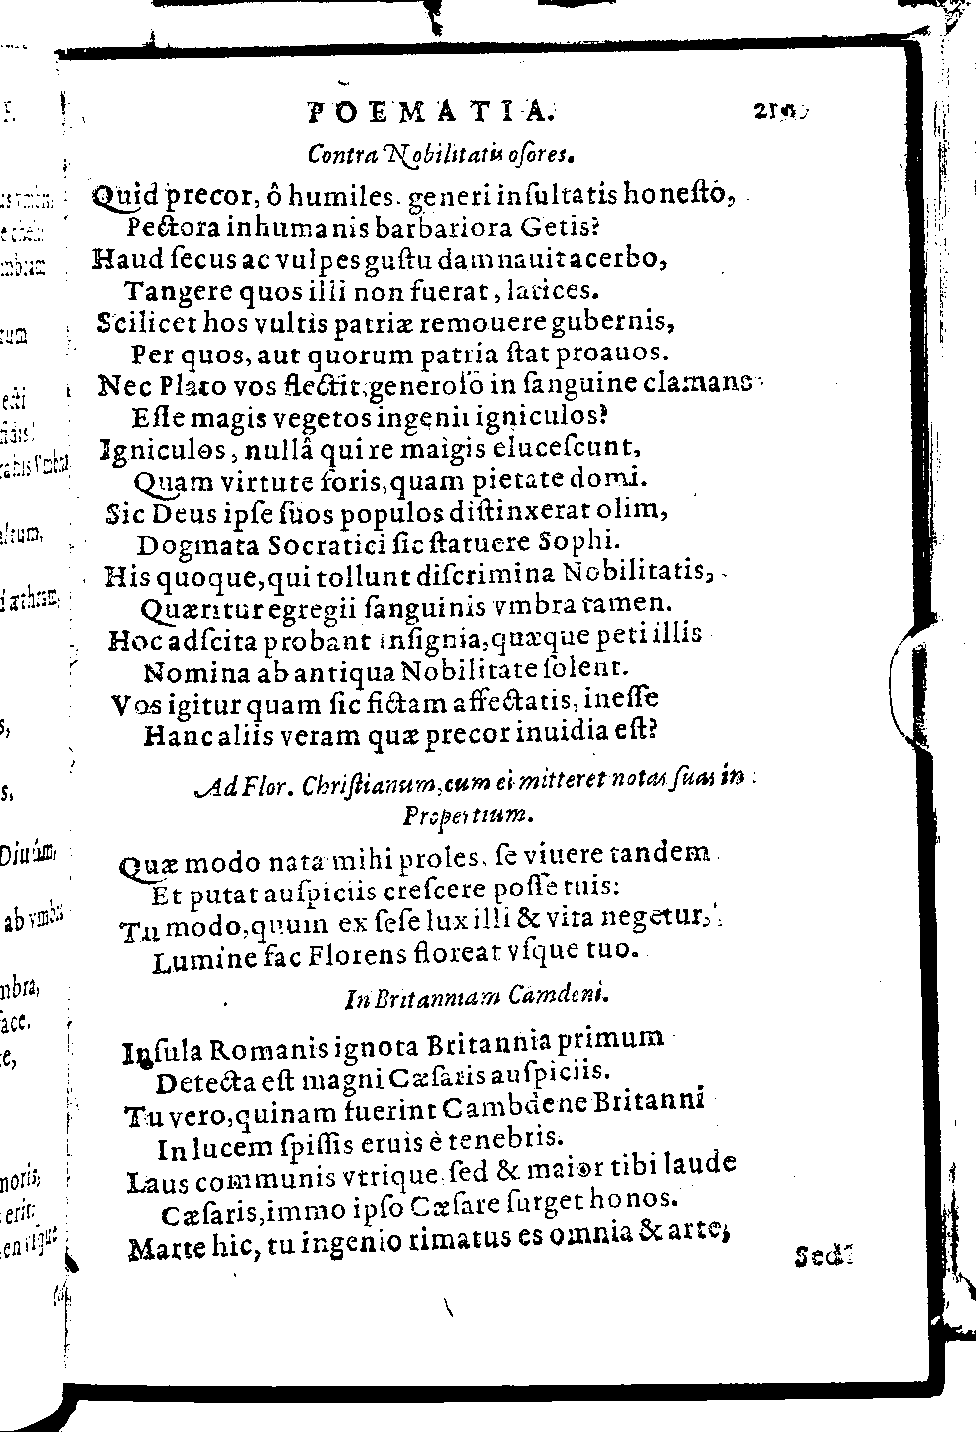 POEMATIA.
Contra Nobilitatis oſores.
Quid precor, ô humiles. generi inſultatis honeſto,
Pectora inhumanis barbariora Getis?
Haud ſecus ac vulpes guſtu damnauit acerbo,
Tangere quos illi non fuerat, latices.
Scilicet hos vultis patriæ remouere gubernis,
Per quos, aut quorum patria ſtat proauos.
Nec Plato vos flectit, generoſo in ſanguine clamans
Eſſe magis vegetos ingenii igniculos?
Igniculos, nullâ qui re maigis eluceſcunt,
Quam virtute foris, quam pietate domi.
Sic Deus ipſe ſuos populos diſtinxerat olim,
Dogmata Socratici ſic ſtatuere Sophi.
His quoque, qui tollunt diſcrimina Nobilitatis,
Quæritur egregii ſanguinis vmbra tamen.
Hoc adſcita probant inſignia, quæque peti illis
Nomina ab antiqua Nobilitate ſolent.
Vos igitur quam ſic fictam affectatis, ineſſe
Hanc aliis veram quæ precor inuidia eſt?
Ad Flor. Chriſtianum, cum ei mitteret notas ſuas in
Propertium.
Quæ modo nata mihi proles, ſe viuere tandem
Et putat auſpiciis creſcere poſſe tuis:
Tu modo, quum ex ſeſe lux illi & vita negetur,
Lumine fac Florens floreat vſque tuo.
In Britanniam Camdeni.
Inſula Romanis ignota Britannia primum
Detecta eſt magni Cæſaris auſpiciis.
Tu vero, quinam fuerint Cambdene Britanni
In lucem ſpiſſis eruis è tenebris.
Laus communis vtrique, ſed & maior tibi laude
Cæſaris, immo ipſo Cæſare ſurget honos.
Marte hic, tu ingenio rimatus es omnia & arte,
Sed